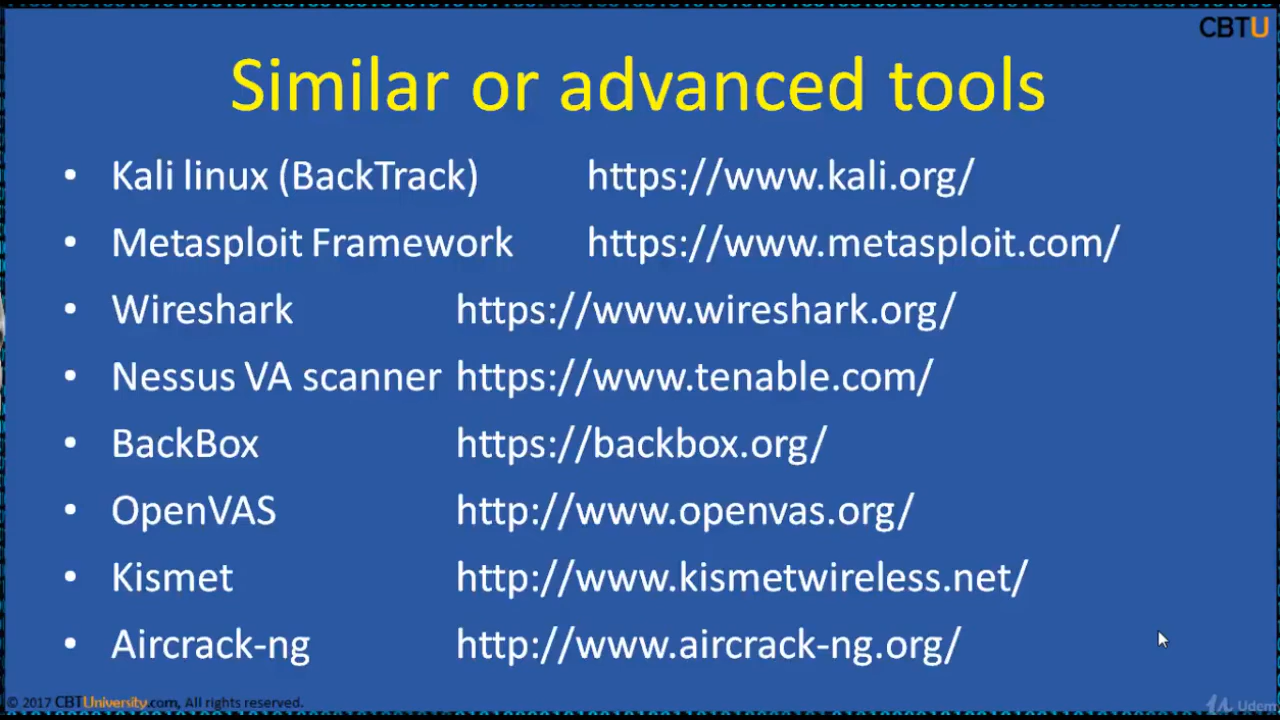 CBTU
Similar or advanced tools
• Kali linux (BackTrack) https://www.kali.org/
• Metasploit Framework https://www.metasploit.com/
• Wireshark https://www.wireshark.org/
• Nessus VA scanner https://www.tenable.com/
• BackBox https://backbox.org/
• OpenVAS http://www.openvas.org/
• Kismet http://www.kismetwireless.net/
• Aircrack-ng http://www.aircrack-ng.org/
© 2017 CBTUniversity.com, All rights reserved.
Udem